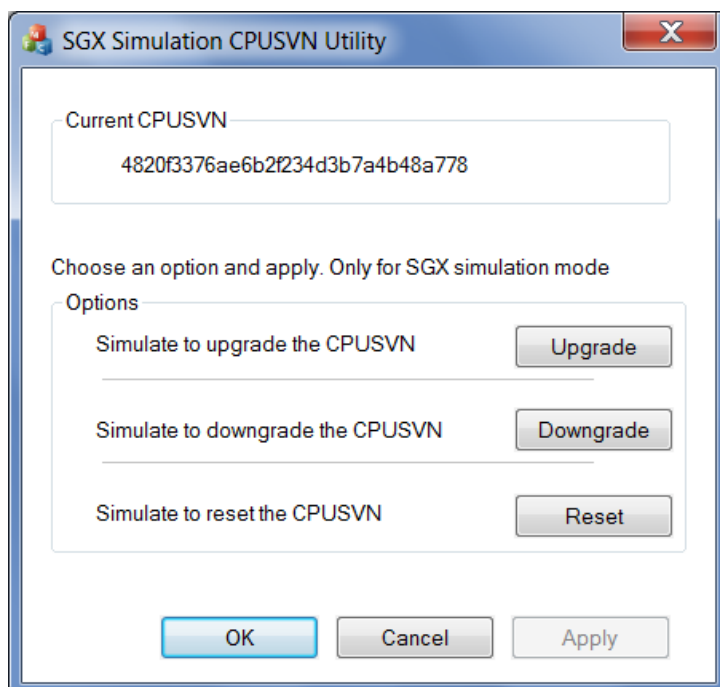 SGX Simulation CPUSVN Utility
Current CPUSVN
4820f3376ae6b2f234d3b7a4b48a778
Choose an option and apply. Only for SGX simulation mode
Options
Simulate to upgrade the CPUSVN Upgrade
Simulate to downgrade the CPUSVN Downgrade
Simulate to reset the CPUSVN Reset
OK Cancel Apply